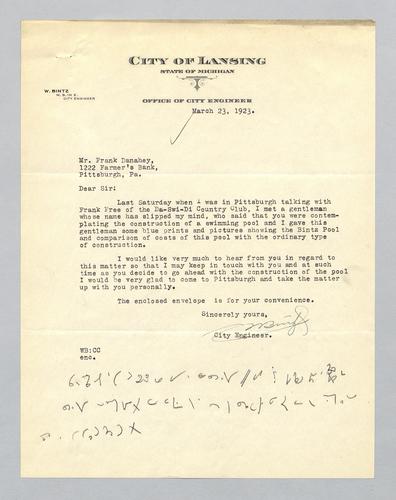 CITY OF LANSING
STATE OF MICHIGAN
W. BINTZ
CITY ENGINEER
OFFICE OF CITY ENGINEER
March 23, 1923.
Mr. Frank Danahey,
1222 Farmer's Bank,
Pittsburgh, Pa.
Dear Sir:
Last Saturday when I was in Pittsburgh talking with
Frank Free of the Country Club, I met a gentleman
whose name has slipped my mind, who said that you were contem-
plating the construction of a swimming pool and I gave this
gentleman some blue prints and pictures showing the Bintz Pool
and comparison of costs of this pool with the ordinary type
of construction.
I would like very much to hear from you in regard to
this matter so that I may keep in touch with you and at such
time as you decide to go ahead with the construction of the pool
I would be very glad to come to Pittsburgh and take the matter
up with you personally.
The enclosed envelope is for your convenience.
Sincerely yours,
City Engineer.
WB:CC
enc.